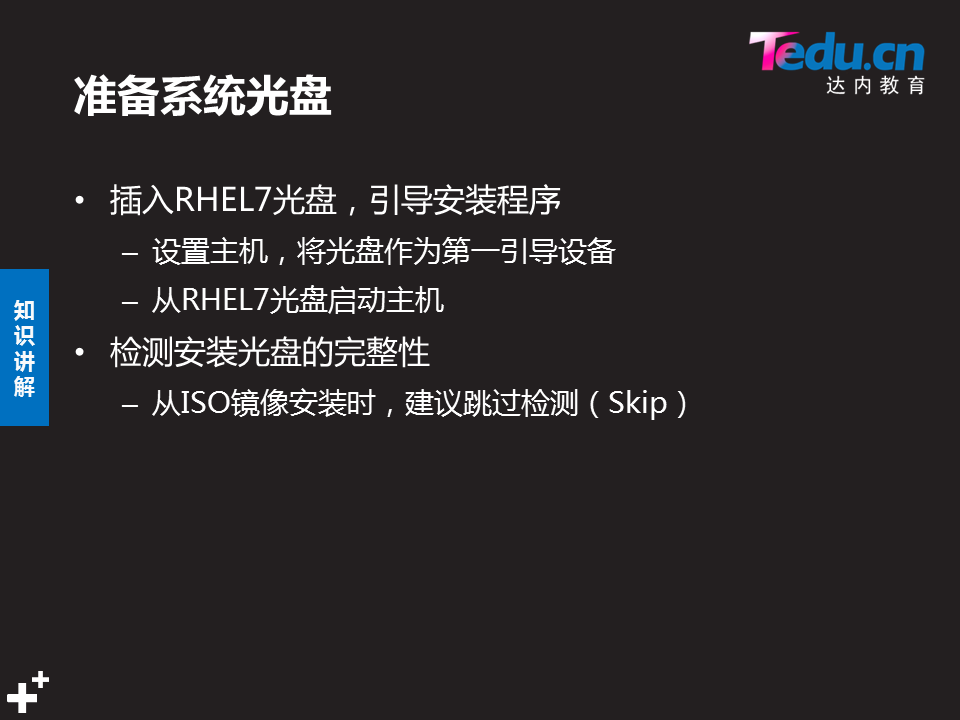 Tedu.cn
达内教育
准备系统光盘
• 插入RHEL7光盘，引导安装程序
– 设置主机，将光盘作为第一引导设备
– 从RHEL7光盘启动主机
• 检测安装光盘的完整性
– 从ISO镜像安装时，建议跳过检测（Skip）
知识讲解